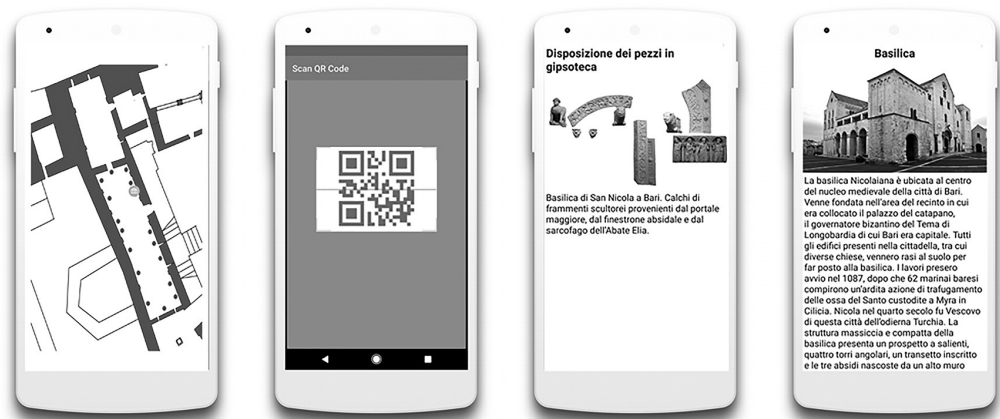 Scan QR Code
Disposizione dei pezzi in
gipsoteca
Basilica di San Nicola a Bari. Calchi di
frammenti scultorei provenienti dal portale
maggiore, dal finestrone absidale e dal
sarcofago dell'Abate Elia.
Basilica
La basilica Nicolaiana è ubicata al centro
del nucleo medievale della città di Bari.
Venne fondata nell'area del recinto in cui
era collocato il palazzo del catapano,
il governatore bizantino del Tema di
Longobardia di cui Bari era capitale. Tutti
gli edifici presenti nella cittadella, tra cui
diverse chiese, vennero rasi al suolo per
far posto alla basilica. I lavori presero
avvio nel 1087, dopo che 62 marinai baresi
compirono un'ardita azione di trafugamento
delle ossa del Santo custodite a Myra in
Cilicia. Nicola nel quarto secolo fu Vescovo
di questa città dell'odierna Turchia. La
struttura massiccia e compatta della
basilica presenta un prospetto a salienti,
quattro torri angolari, un transetto inscritto
e le tre absidi nascoste da un alto muro